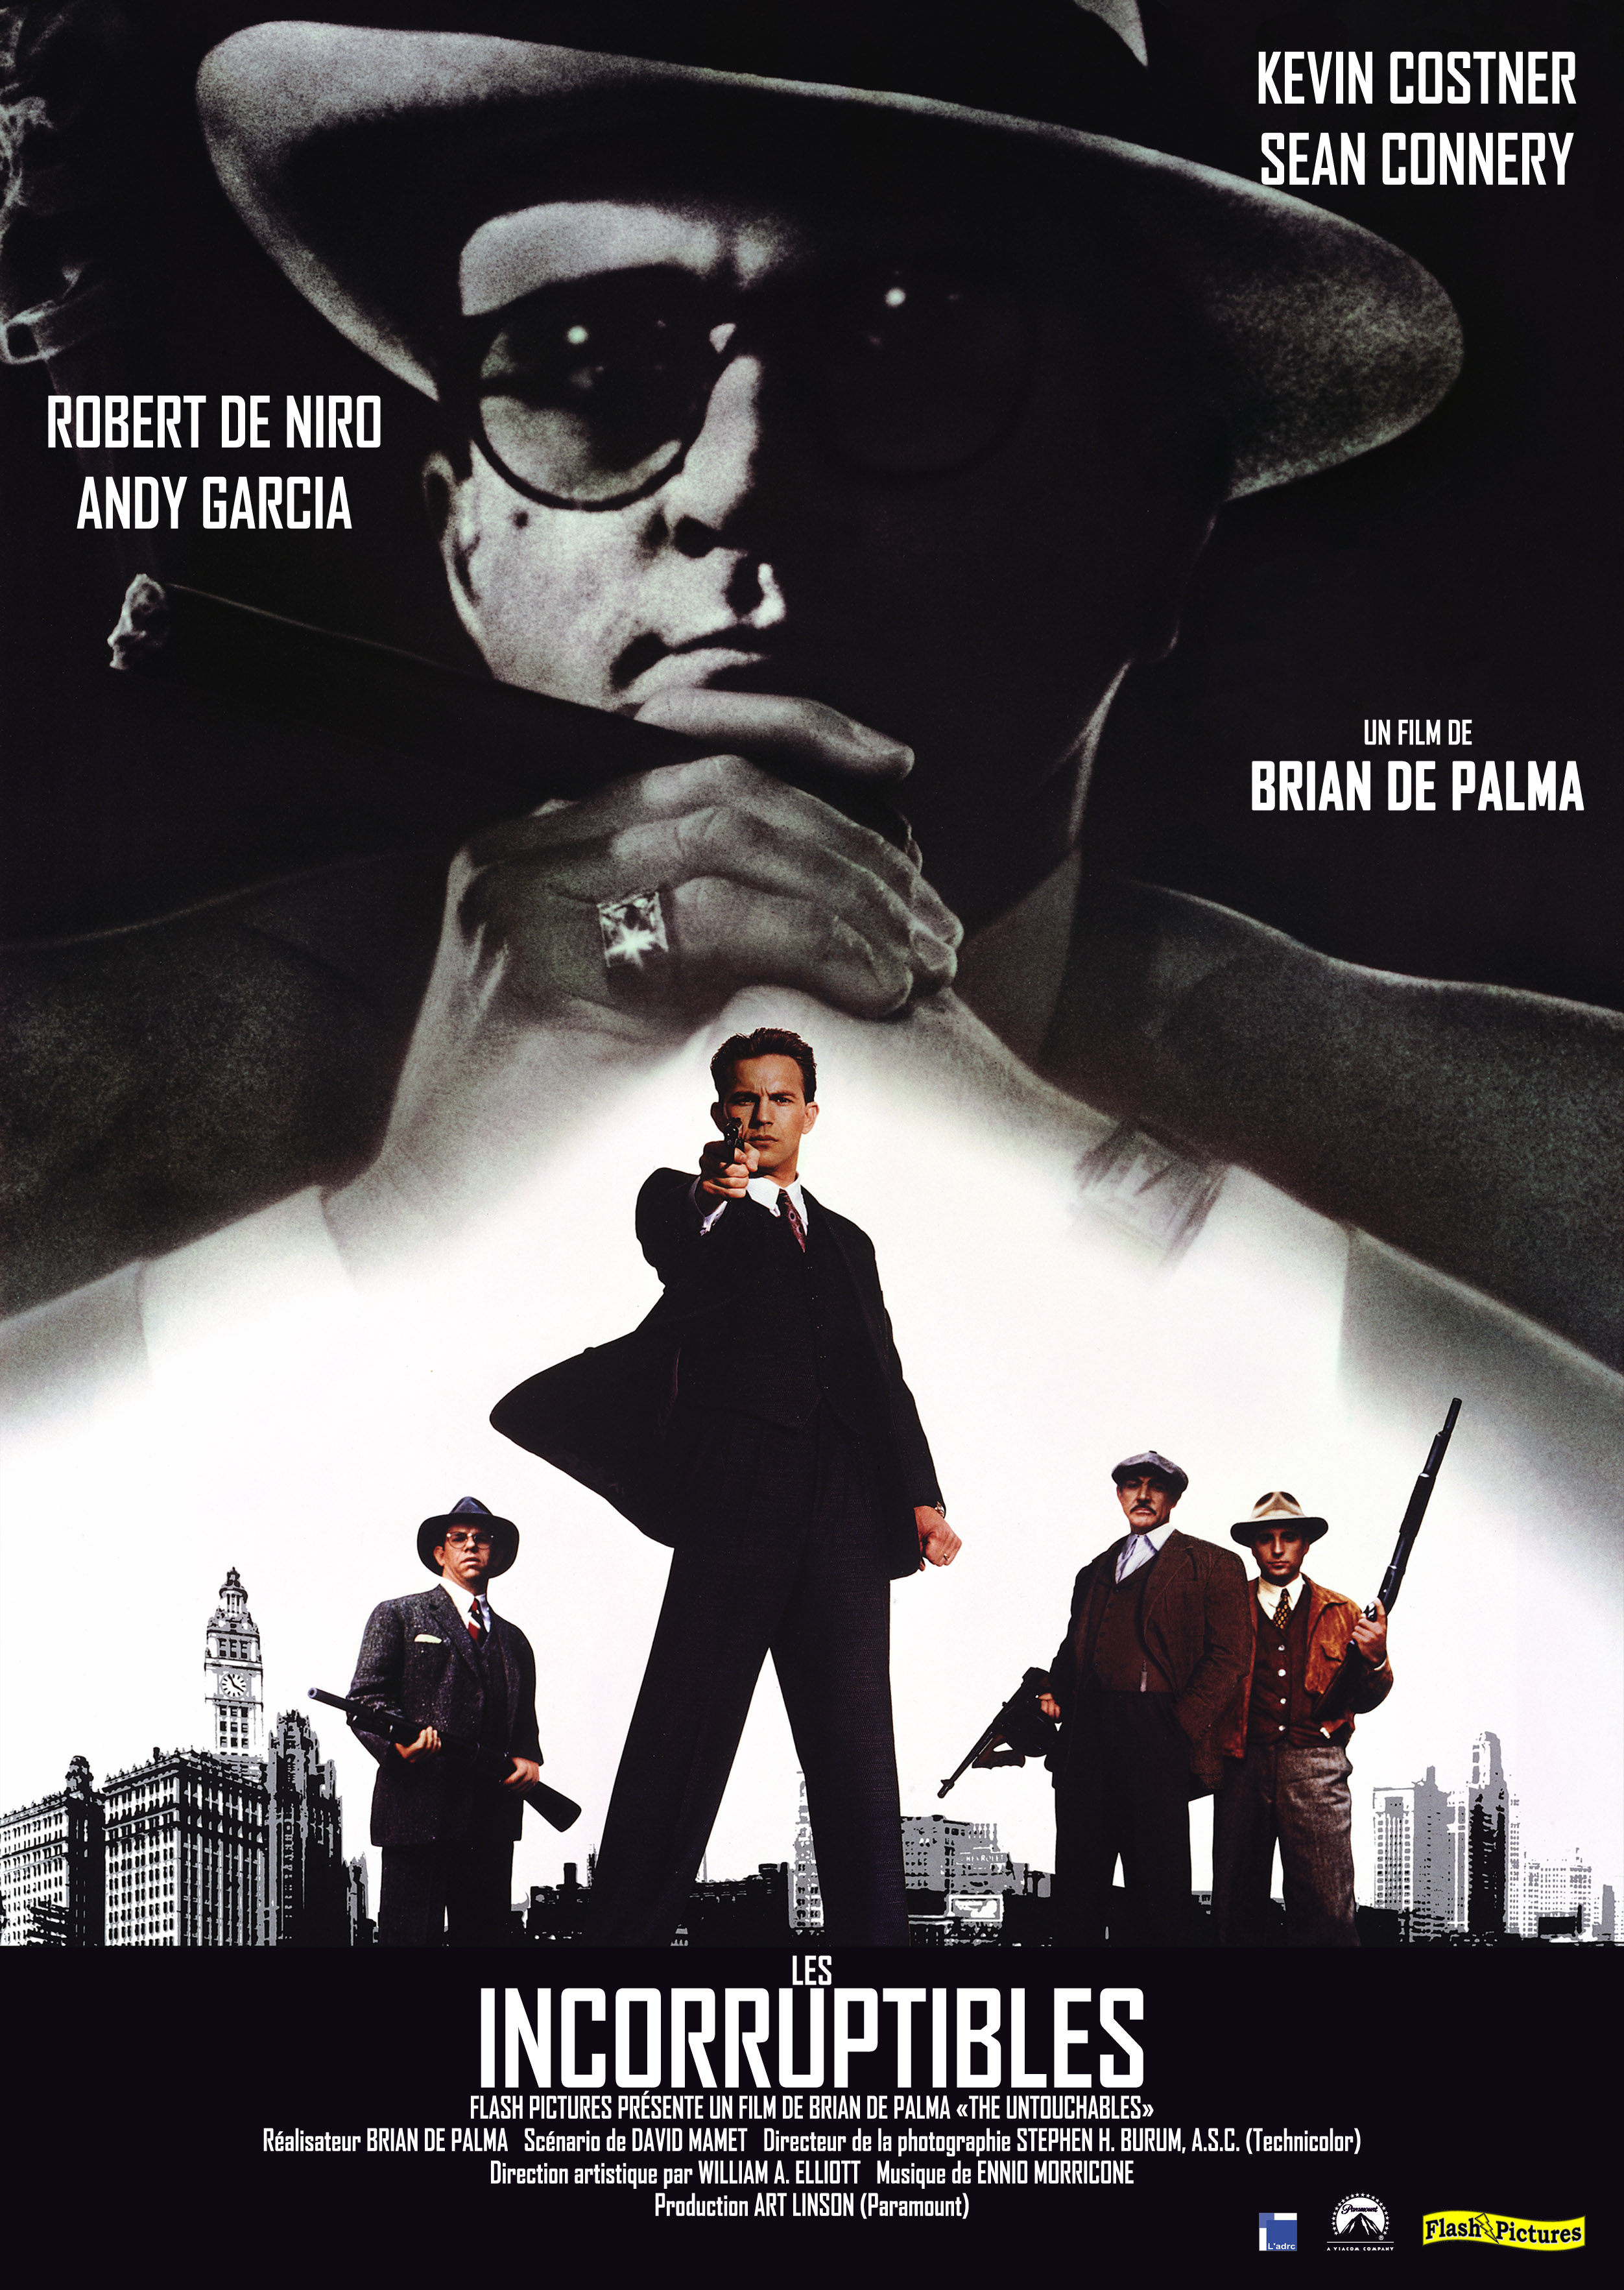 KEVIN COSTNER
SEAN CONNERY
ROBERT DE NIRO
ANDY GARCIA
UN FILM DE
BRIAN DE PALMA
CHEVROLET
LES
INCORRUPTIBLES
FLASH PICTURES PRÉSENTE UN FILM DE BRIAN DE PALMA «THE UNTOUCHABLES»
Réalisateur BRIAN DE PALMA Scénario de DAVID MAMET Directeur de la photographie STEPHEN H. BURUM, A.S.C. (Technicolor)
Direction artistique par WILLIAM A. ELLIOTT Musique de ENNIO MORRICONE
Production ART LINSON (Paramount)
L'adrc
Paramount
®
A VIACOM COMPANY
Flash Pictures